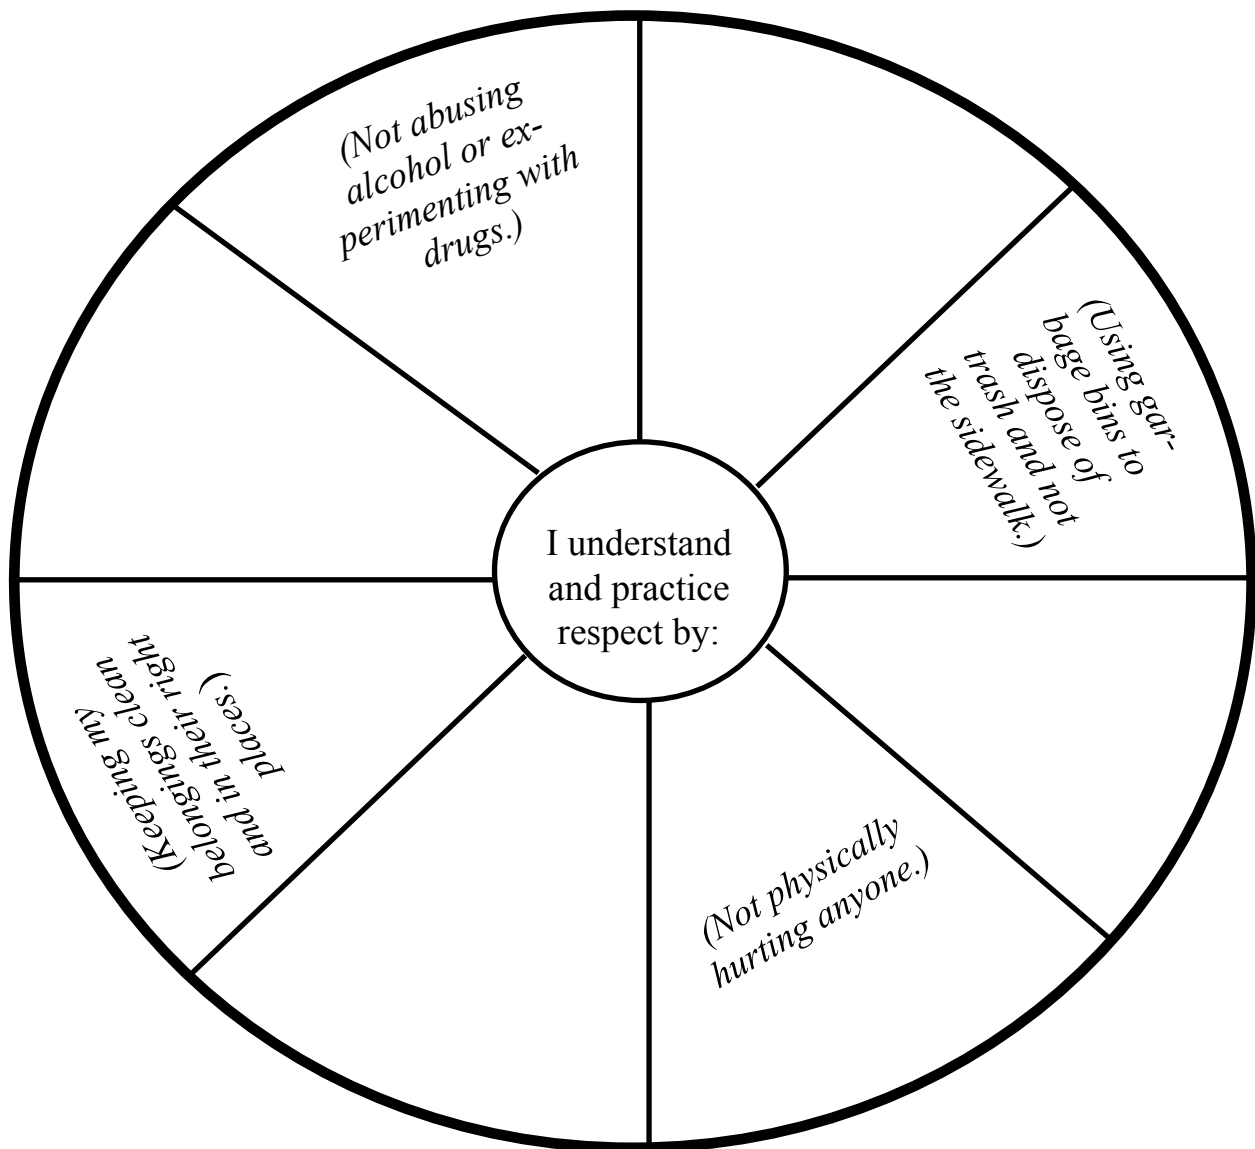 (Not abusing
alcohol or ex-
perimenting with
drugs.)
(Using gar-
bage bins to
dispose of
trash and not
the sidewalk.)
I understand
and practice
respect by:
(Keeping my
belongings clean
and in their right
places.)
(Not physically
hurting anyone.)